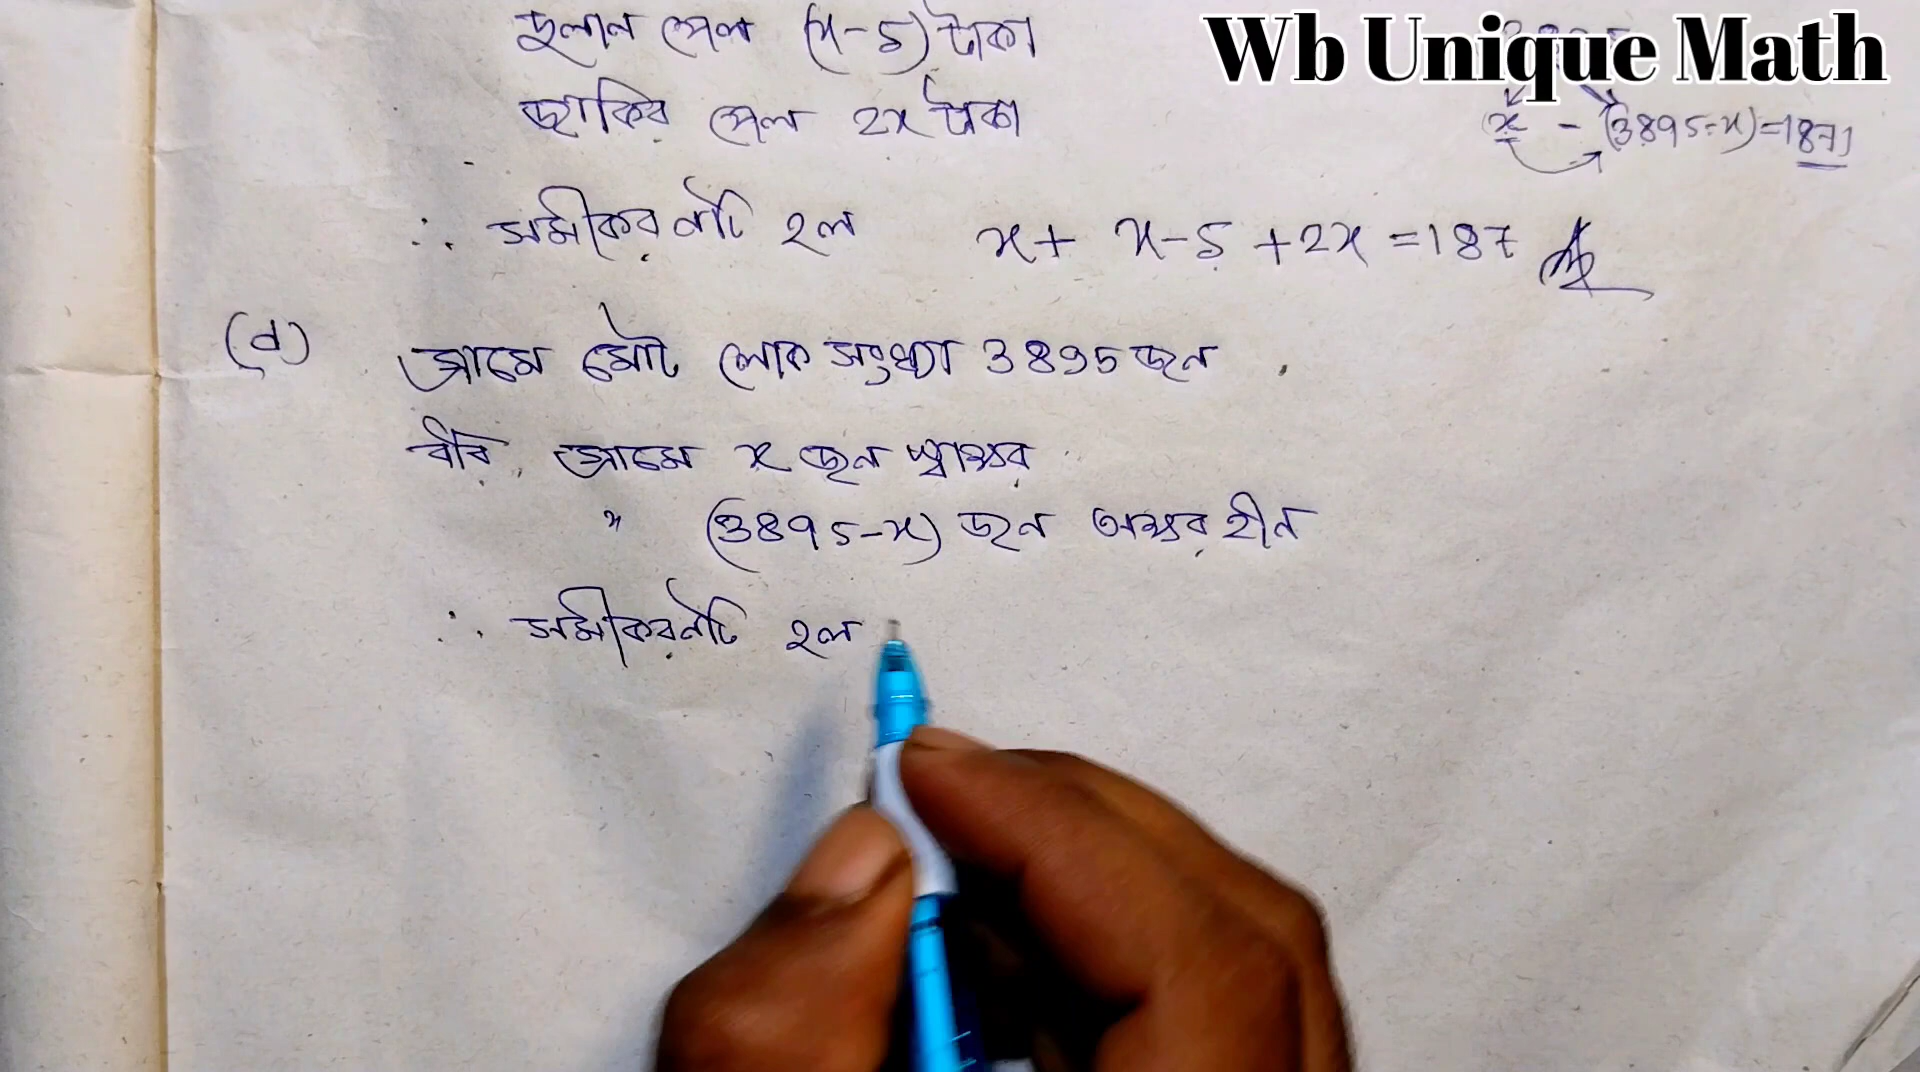 দুলাল পেল (x-5) টাকা
Wb Unique Math
জাকির পেল 2x টাকা
x - (3895-x)=1871
∴ সমীকরণটি হল x + x-5 +2x =187
(d) গ্রামে মোট লোক সংখ্যা 3895 জন
ধরি গ্রামে x জন স্বাক্ষর
" (3895-x) জন অক্ষরহীন
∴ সমীকরনটি হল